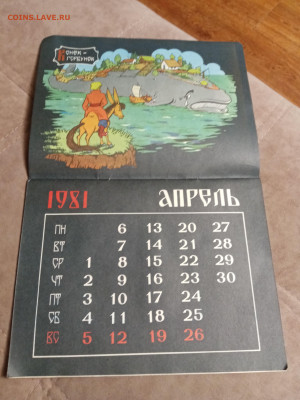 COINS.LAVE.RU
КОНЕК-
ГОРБУНОК
1981 АПРЕЛЬ
ПН 6 13 20 27
ВТ 7 14 21 28
СР 1 8 15 22 29
ЧТ 2 9 16 23 30
ПТ 3 10 17 24
СБ 4 11 18 25
ВС 5 12 19 26